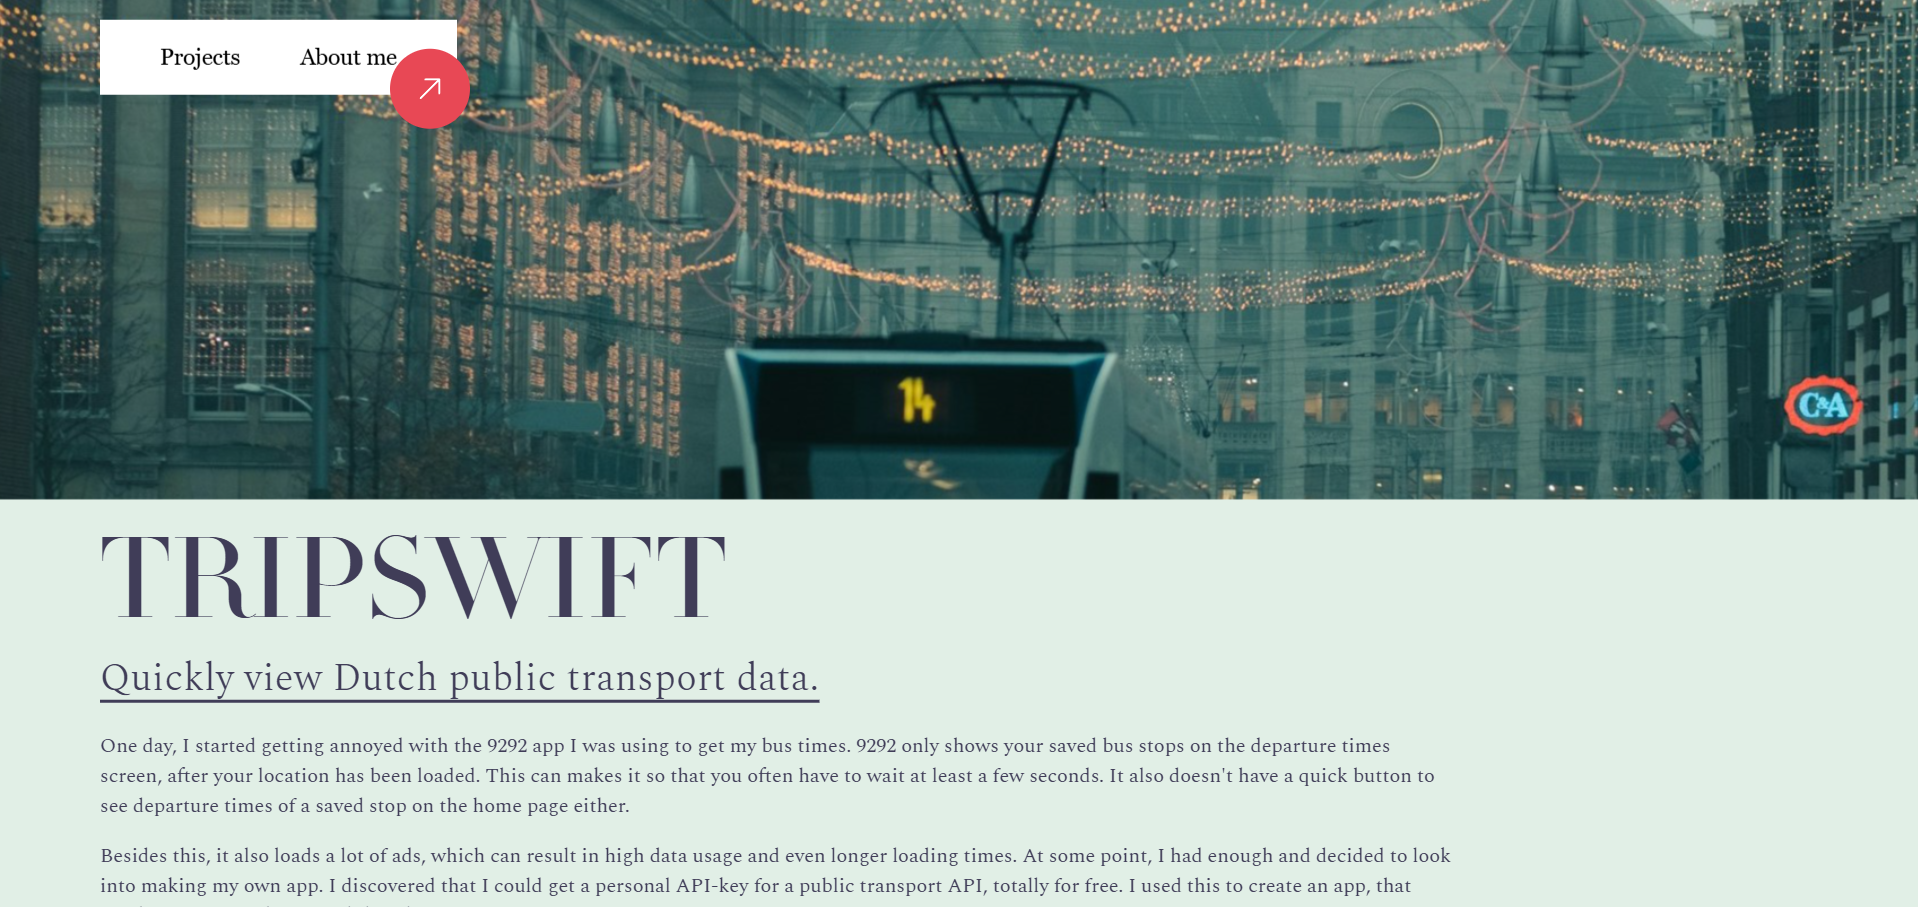 Projects About me
14
C&A
TRIPSWIFT
Quickly view Dutch public transport data.
One day, I started getting annoyed with the 9292 app I was using to get my bus times. 9292 only shows your saved bus stops on the departure times
screen, after your location has been loaded. This can makes it so that you often have to wait at least a few seconds. It also doesn't have a quick button to
see departure times of a saved stop on the home page either.
Besides this, it also loads a lot of ads, which can result in high data usage and even longer loading times. At some point, I had enough and decided to look
into making my own app. I discovered that I could get a personal API-key for a public transport API, totally for free. I used this to create an app, that